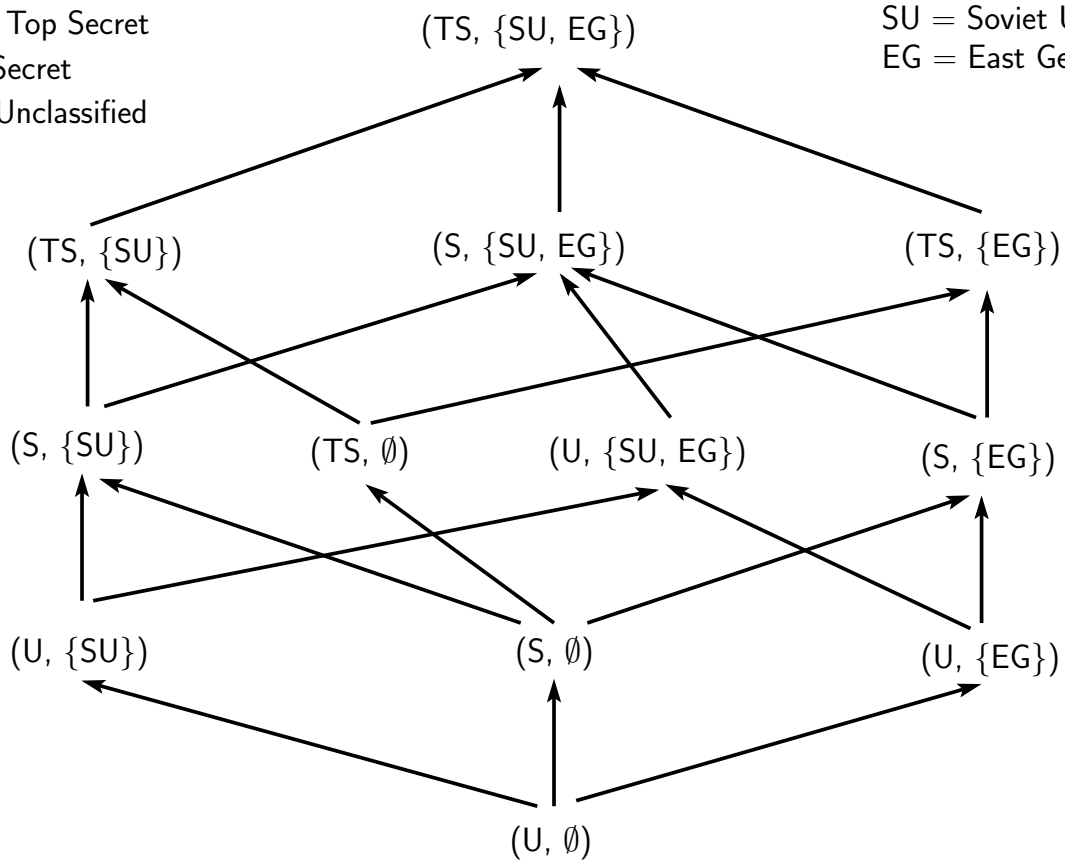 Top Secret
Secret
Unclassified
SU = Soviet
EG = East
(TS, {SU, EG})
(TS, {SU})
(S, {SU, EG})
(TS, {EG})
(S, {SU})
(TS, ∅)
(U, {SU, EG})
(S, {EG})
(U, {SU})
(S, ∅)
(U, {EG})
(U, ∅)